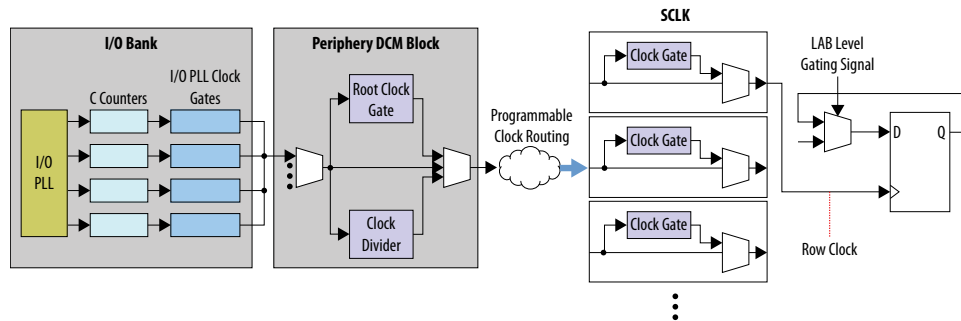 I/O Bank
I/O PLL Clock
Gates
C Counters
I/O
PLL
Periphery DCM Block
Root Clock
Gate
Clock
Divider
Programmable
Clock Routing
SCLK
Clock Gate
Clock Gate
Clock Gate
LAB Level
Gating Signal
D
Q
Row Clock